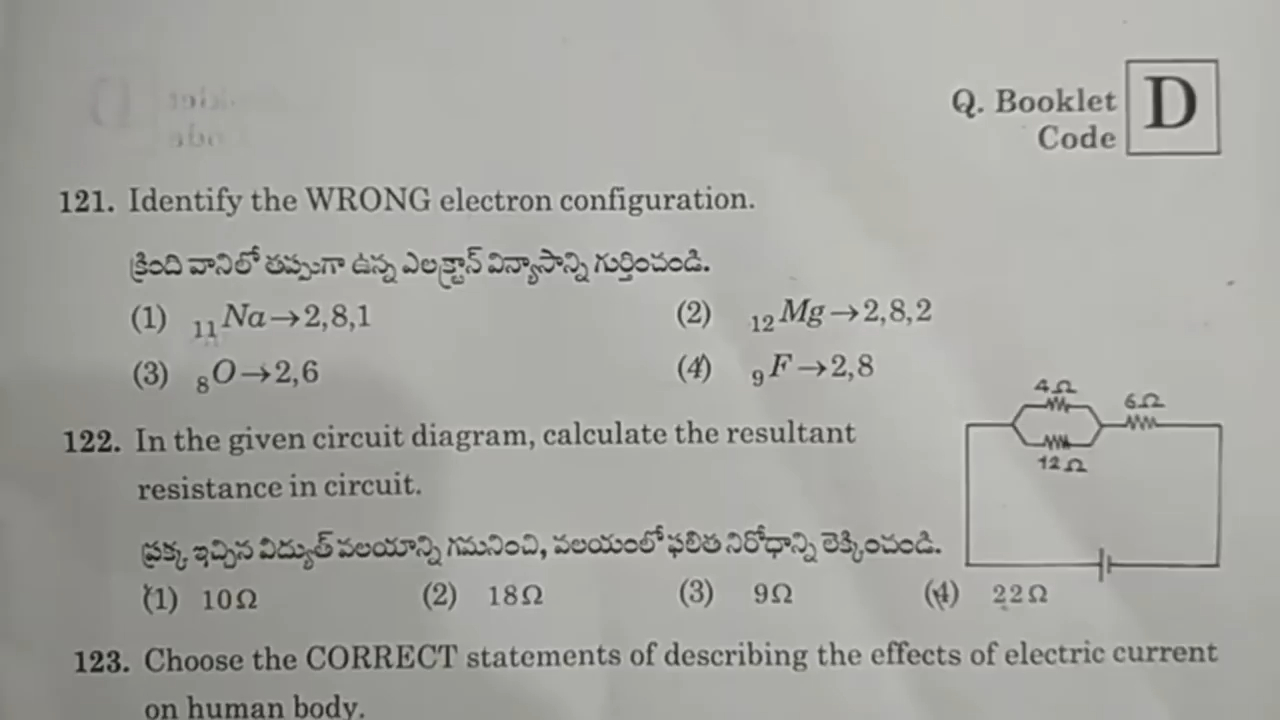 Q. Booklet
Code
D
121. Identify the WRONG electron configuration.
క్రింది వానిలో తప్పుగా ఉన్న ఎలక్ట్రాన్ విన్యాసాన్ని గుర్తించండి.
(1) ₁₁Na→2,8,1 (2) ₁₂Mg→2,8,2
(3) ₈O→2,6 (4) ₉F→2,8
122. In the given circuit diagram, calculate the resultant
resistance in circuit.
ప్రక్క ఇచ్చిన విద్యుత్ వలయాన్ని గమనించి, వలయంలో ఫలిత నిరోధాన్ని లెక్కించండి.
4Ω
6Ω
12Ω
(1) 10Ω (2) 18Ω (3) 9Ω (4) 22Ω
123. Choose the CORRECT statements of describing the effects of electric current
on human body.